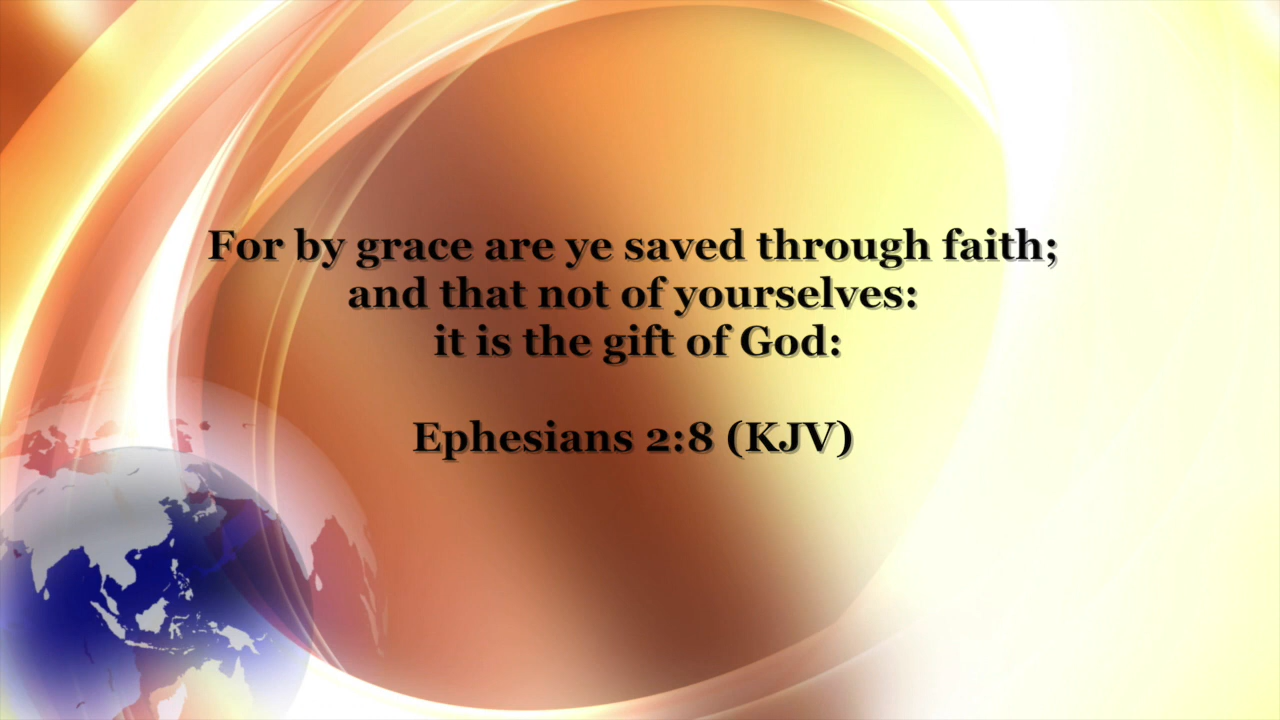 For by grace are ye saved through faith;
and that not of yourselves:
it is the gift of God:
Ephesians 2:8 (KJV)